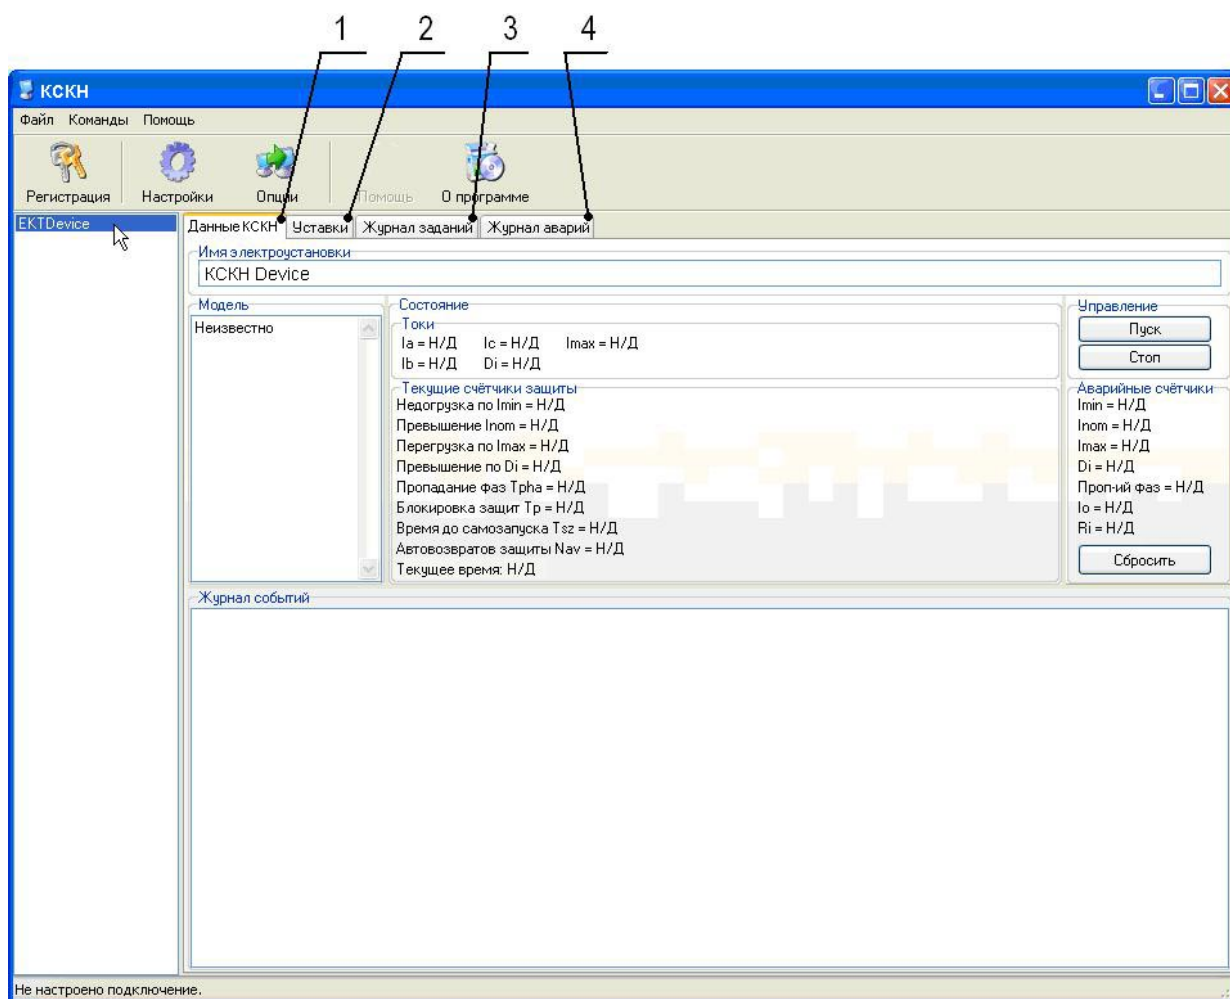 1 2 3 4
КСКН
Файл Команды Помощь
Регистрация Настройки Опции Помощь О программе
EKTDevice
Данные КСКН Уставки Журнал заданий Журнал аварий
Имя электроустановки
КСКН Device
Модель
Неизвестно
Состояние
Токи
Ia = Н/Д Ic = Н/Д Imax = Н/Д
Ib = Н/Д Di = Н/Д
Текущие счётчики защиты
Недогрузка по Imin = Н/Д
Превышение Inom = Н/Д
Перегрузка по Imax = Н/Д
Превышение по Di = Н/Д
Пропадание фаз Tpha = Н/Д
Блокировка защит Tp = Н/Д
Время до самозапуска Tsz = Н/Д
Автовозвратов защиты Nav = Н/Д
Текущее время: Н/Д
Управление
Пуск
Стоп
Аварийные счётчики
Imin = Н/Д
Inom = Н/Д
Imax = Н/Д
Di = Н/Д
Проп-ий фаз = Н/Д
Io = Н/Д
Ri = Н/Д
Сбросить
Журнал событий
Не настроено подключение.